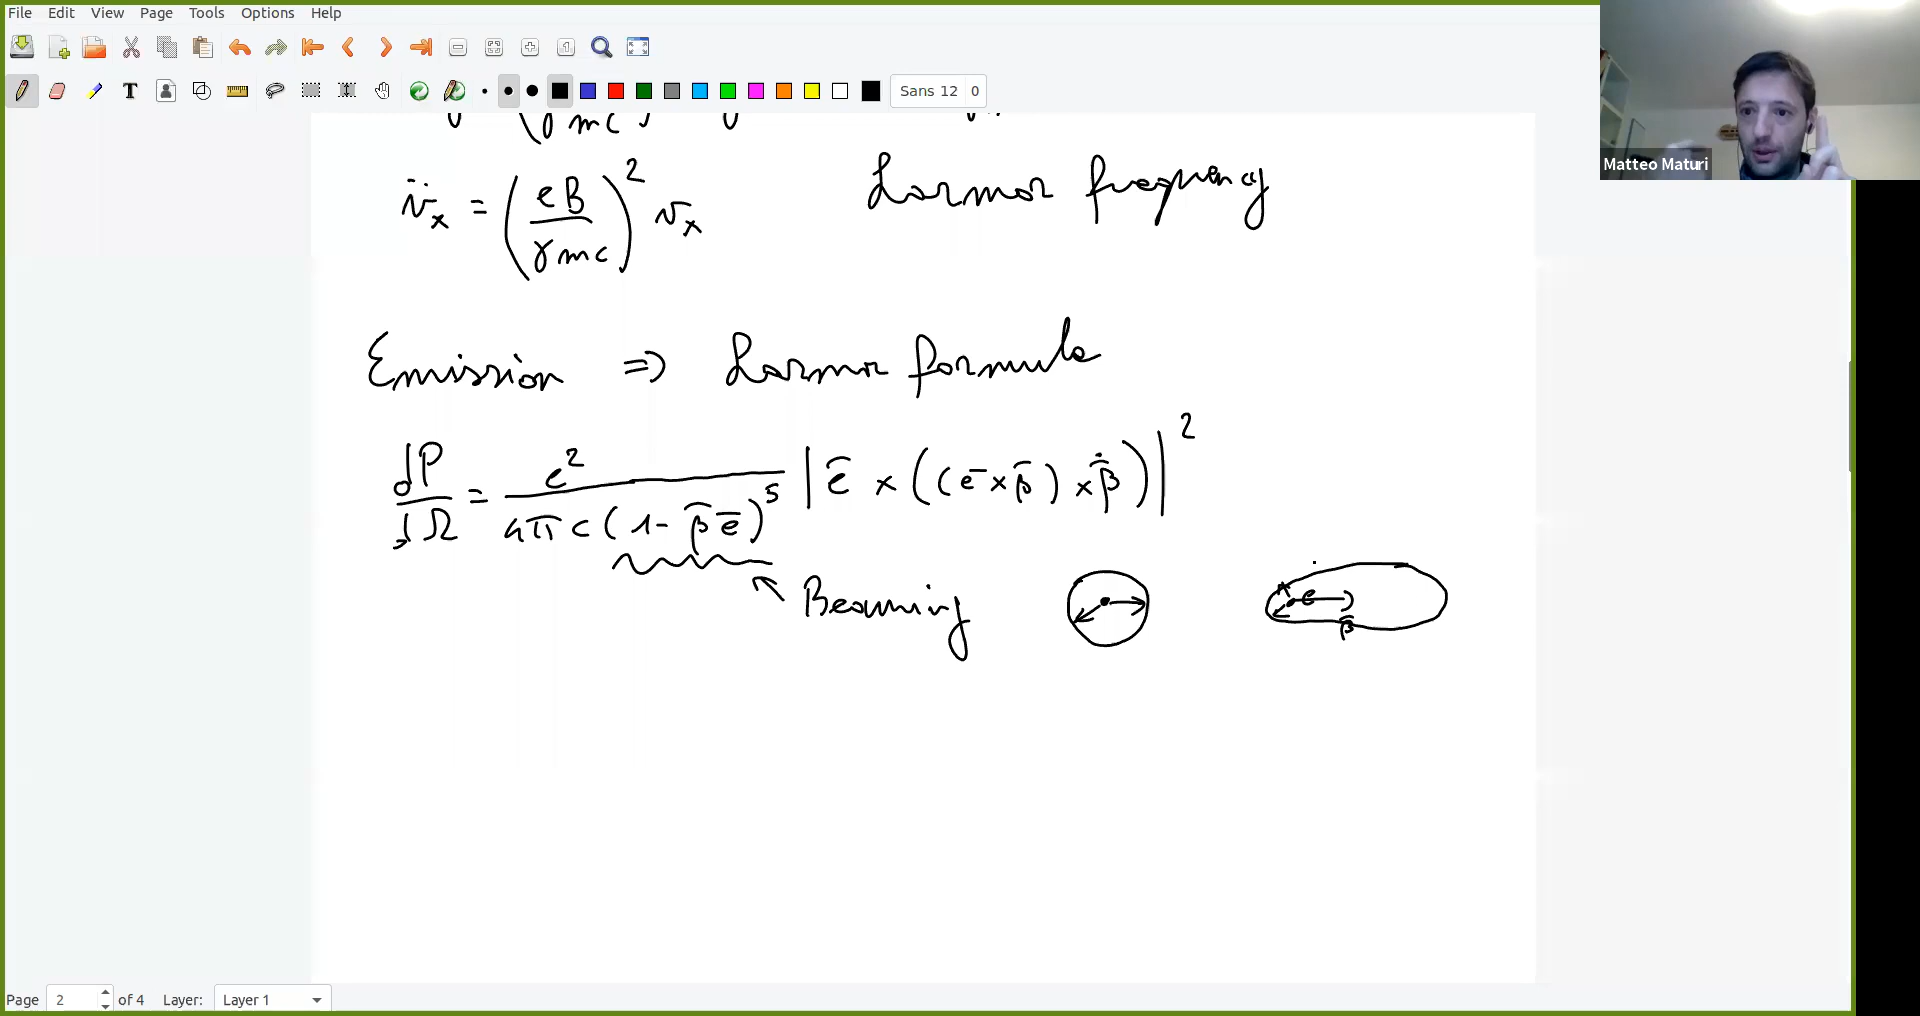 File Edit View Page Tools Options Help
Sans 12 0
Matteo Maturi
γmc
v̈x = (eB/γmc)² vx
Larmor frequency
Emission ⇒ Larmor formula
dP/dΩ = e²/4πc(1-β̄ē)⁵ |ē×((ē×β̄)×β̄̇)|²
Beaming
e
β̄
Page 2 of 4 Layer: Layer 1